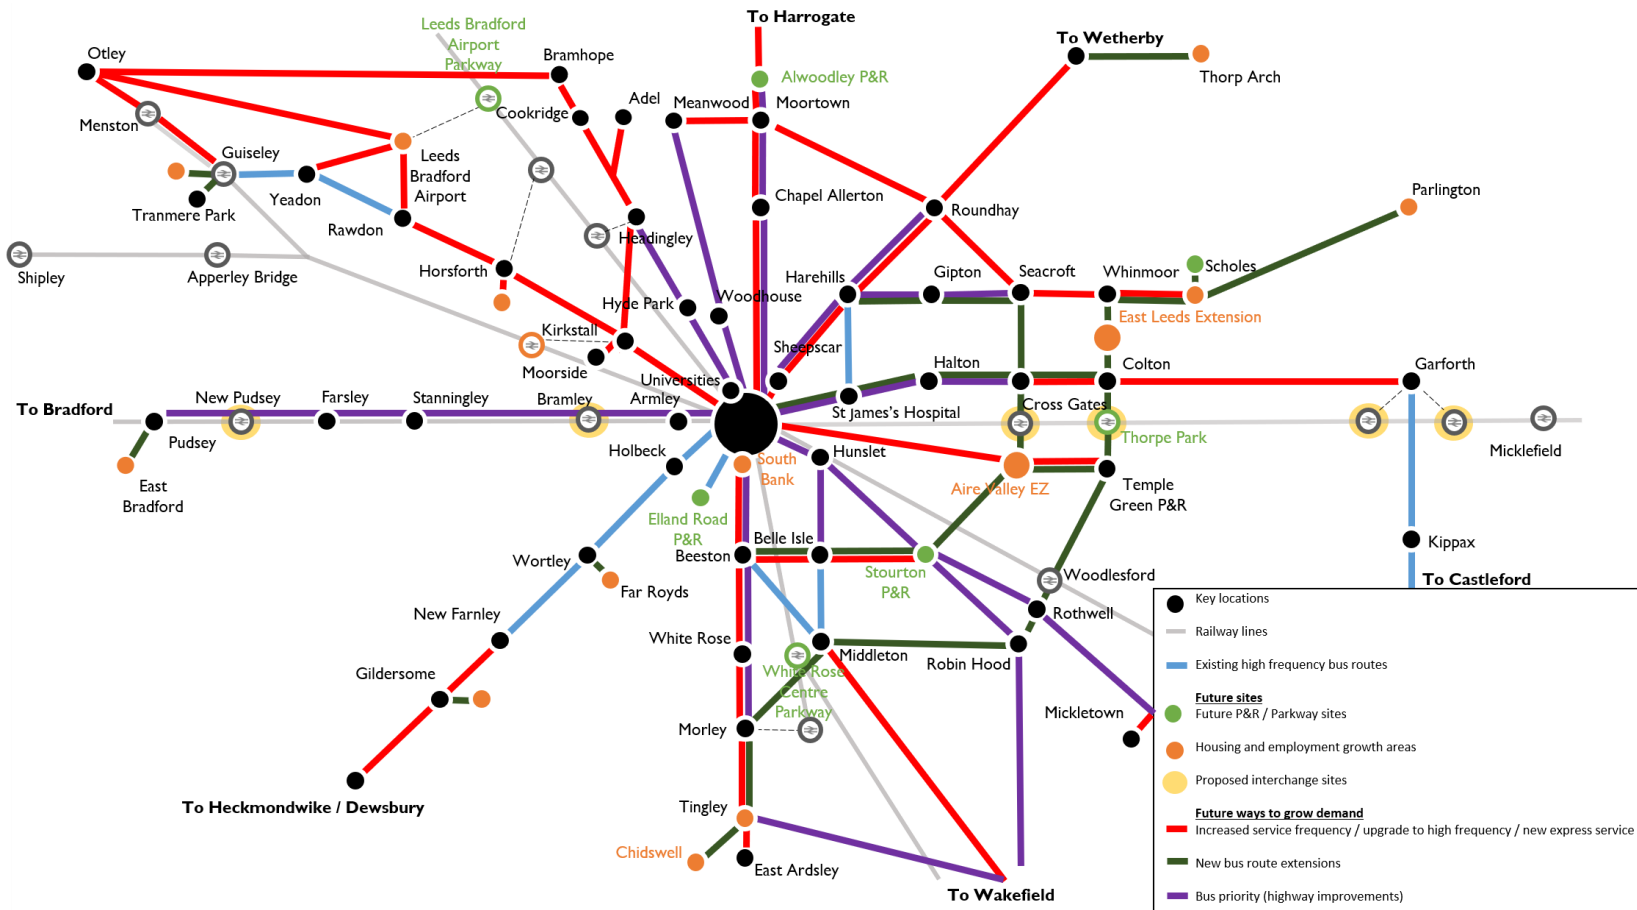 To Harrogate
Leeds Bradford
Airport
Parkway
To Wetherby
Otley
Bramhope
Alwoodley P&R
Thorp Arch
Adel
Meanwood
Moortown
Cookridge
Menston
Guiseley
Leeds
Bradford
Airport
Yeadon
Chapel Allerton
Parlington
Tranmere Park
Rawdon
Roundhay
Headingley
Shipley
Apperley Bridge
Horsforth
Harehills
Gipton
Seacroft
Whinmoor
Scholes
Hyde Park
Woodhouse
East Leeds Extension
Kirkstall
Sheepscar
Moorside
Halton
Colton
Garforth
Universities
To Bradford
New Pudsey
Farsley
Stanningley
Bramley
Armley
St James's Hospital
Cross Gates
Pudsey
Thorpe Park
Micklefield
Holbeck
South
Bank
Hunslet
East
Bradford
Aire Valley EZ
Temple
Green P&R
Elland Road
P&R
Beeston
Belle Isle
Wortley
Stourton
P&R
Woodlesford
Kippax
To Castleford
Far Royds
New Farnley
Rothwell
White Rose
Middleton
Robin Hood
Gildersome
White Rose
Centre
Parkway
Mickletown
Morley
To Heckmondwike / Dewsbury
Tingley
Chidswell
East Ardsley
To Wakefield
Key locations
Railway lines
Existing high frequency bus routes
Future sites
Future P&R / Parkway sites
Housing and employment growth areas
Proposed interchange sites
Future ways to grow demand
Increased service frequency / upgrade to high frequency / new express service
New bus route extensions
Bus priority (highway improvements)